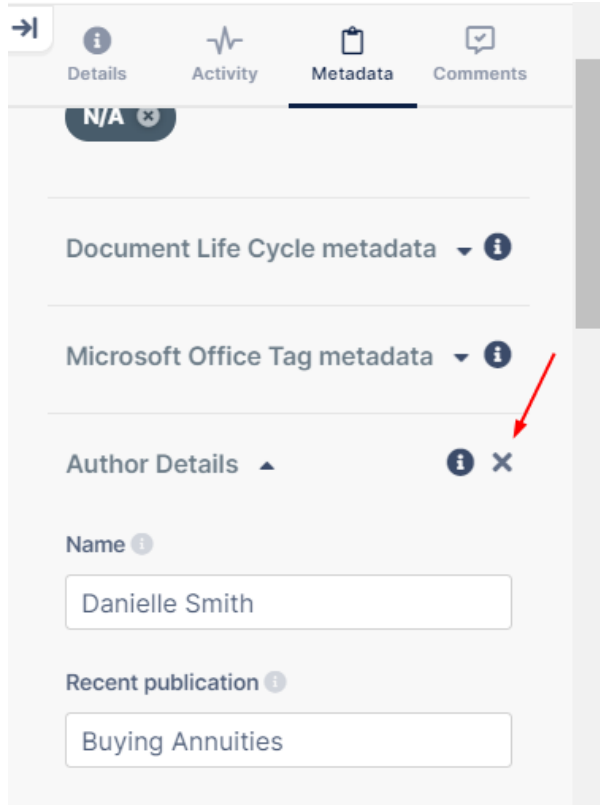 Details Activity Metadata Comments
N/A
Document Life Cycle metadata
Microsoft Office Tag metadata
Author Details
Name
Danielle Smith
Recent publication
Buying Annuities